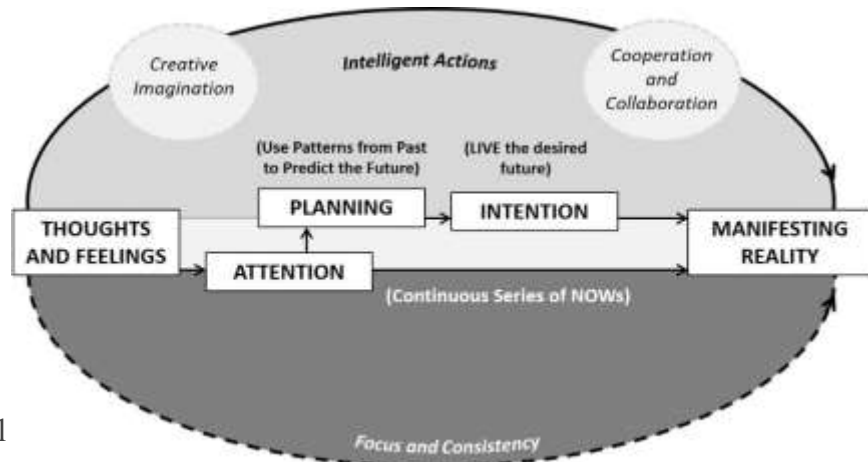 Creative
Imagination
Intelligent Actions
Cooperation
and
Collaboration
(Use Patterns from Past
to Predict the Future)
(LIVE the desired
future)
PLANNING
INTENTION
THOUGHTS
AND FEELINGS
MANIFESTING
REALITY
ATTENTION
(Continuous Series of NOWs)
Focus and Consistency